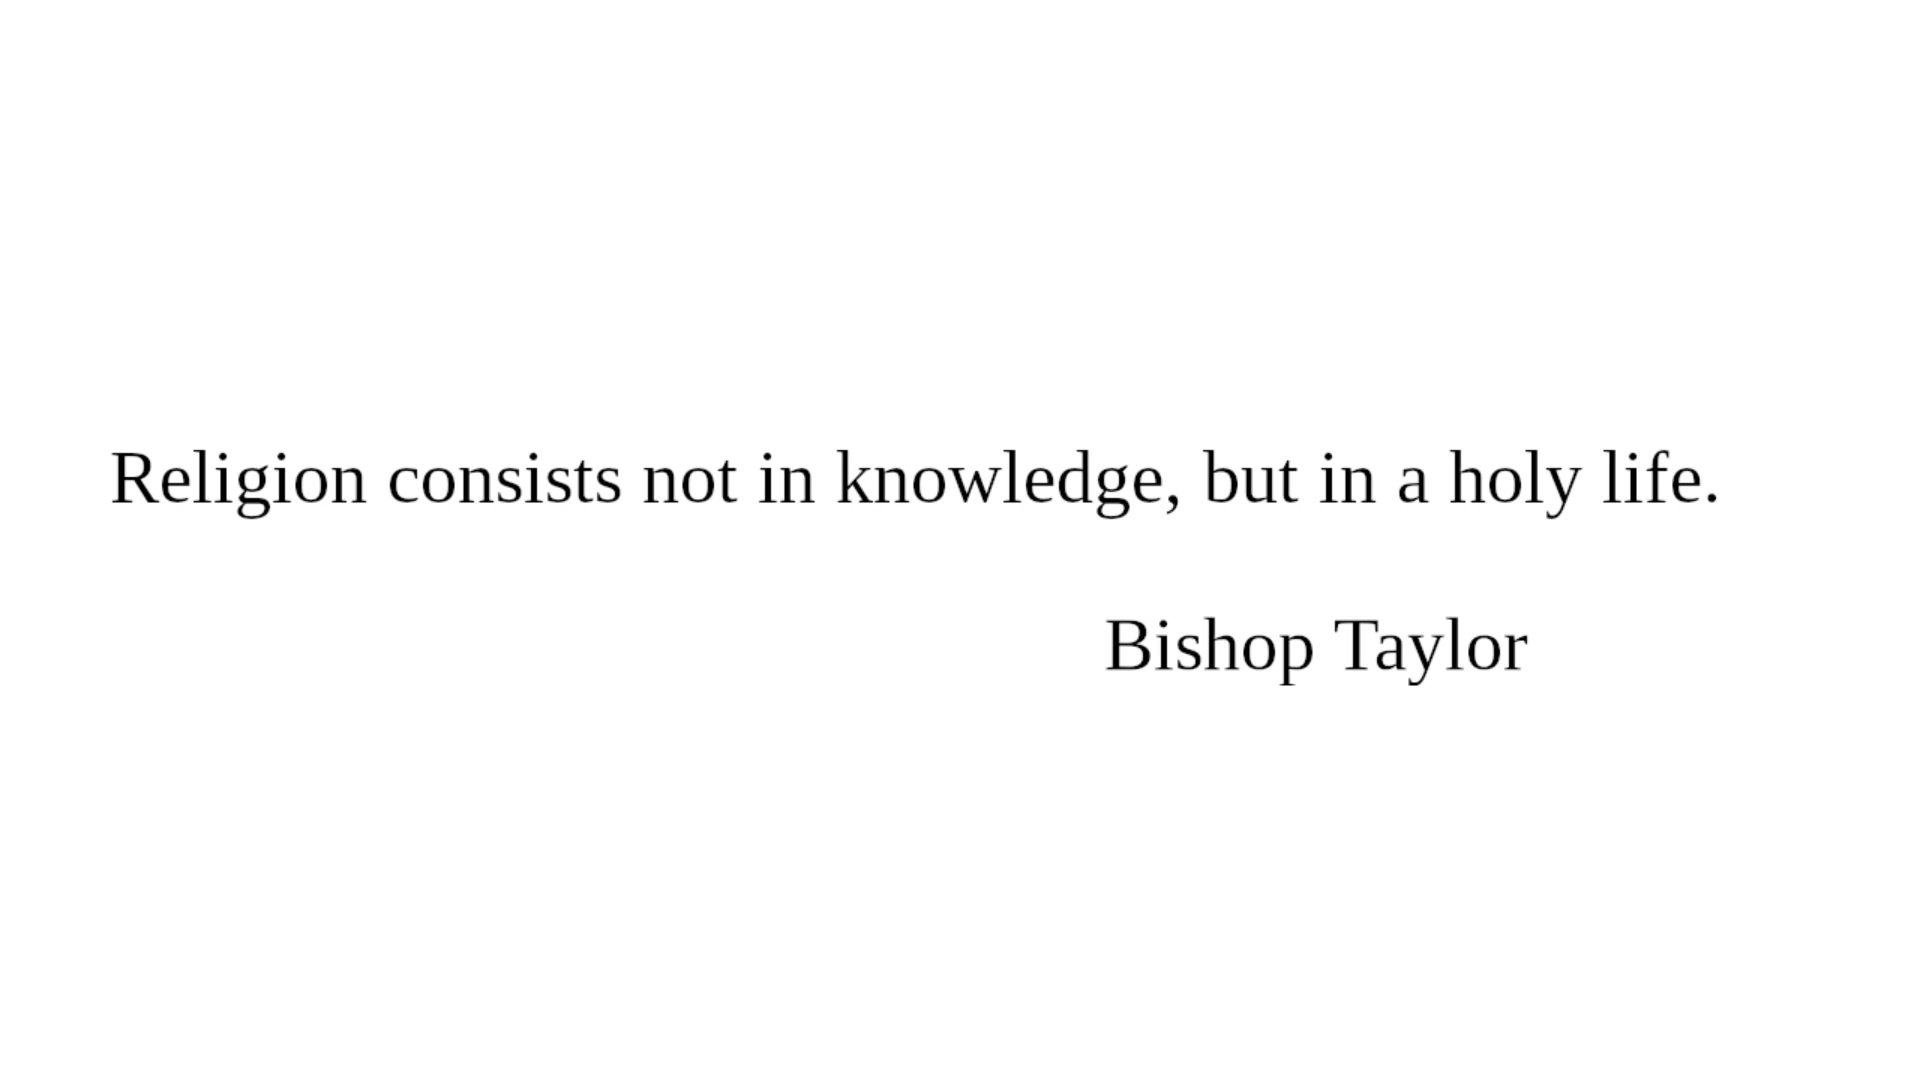 Religion consists not in knowledge, but in a holy life.
Bishop Taylor